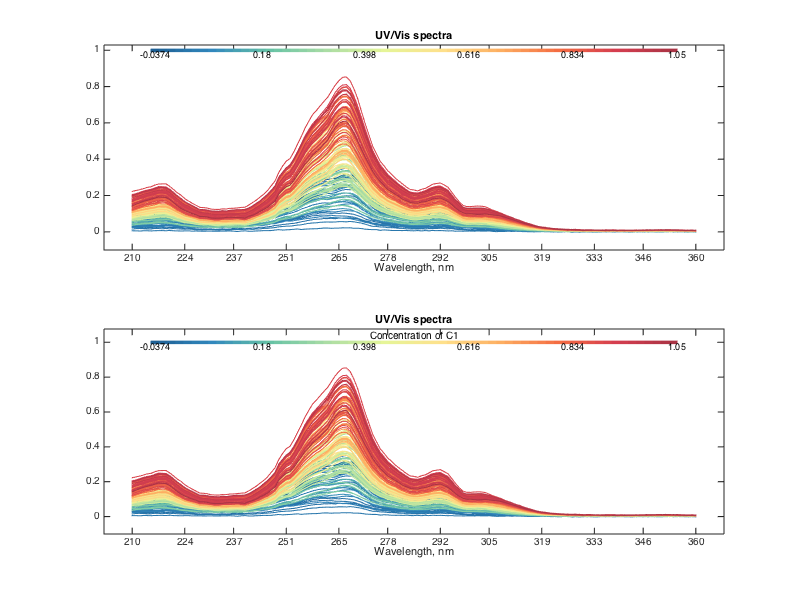 UV/Vis spectra
1
-0.0374 0.18 0.398 0.616 0.834 1.05
0.8
0.6
0.4
0.2
0
210 224 237 251 265 278 292 305 319 333 346 360
Wavelength, nm
UV/Vis spectra
Concentration of C1
1
-0.0374 0.18 0.398 0.616 0.834 1.05
0.8
0.6
0.4
0.2
0
210 224 237 251 265 278 292 305 319 333 346 360
Wavelength, nm